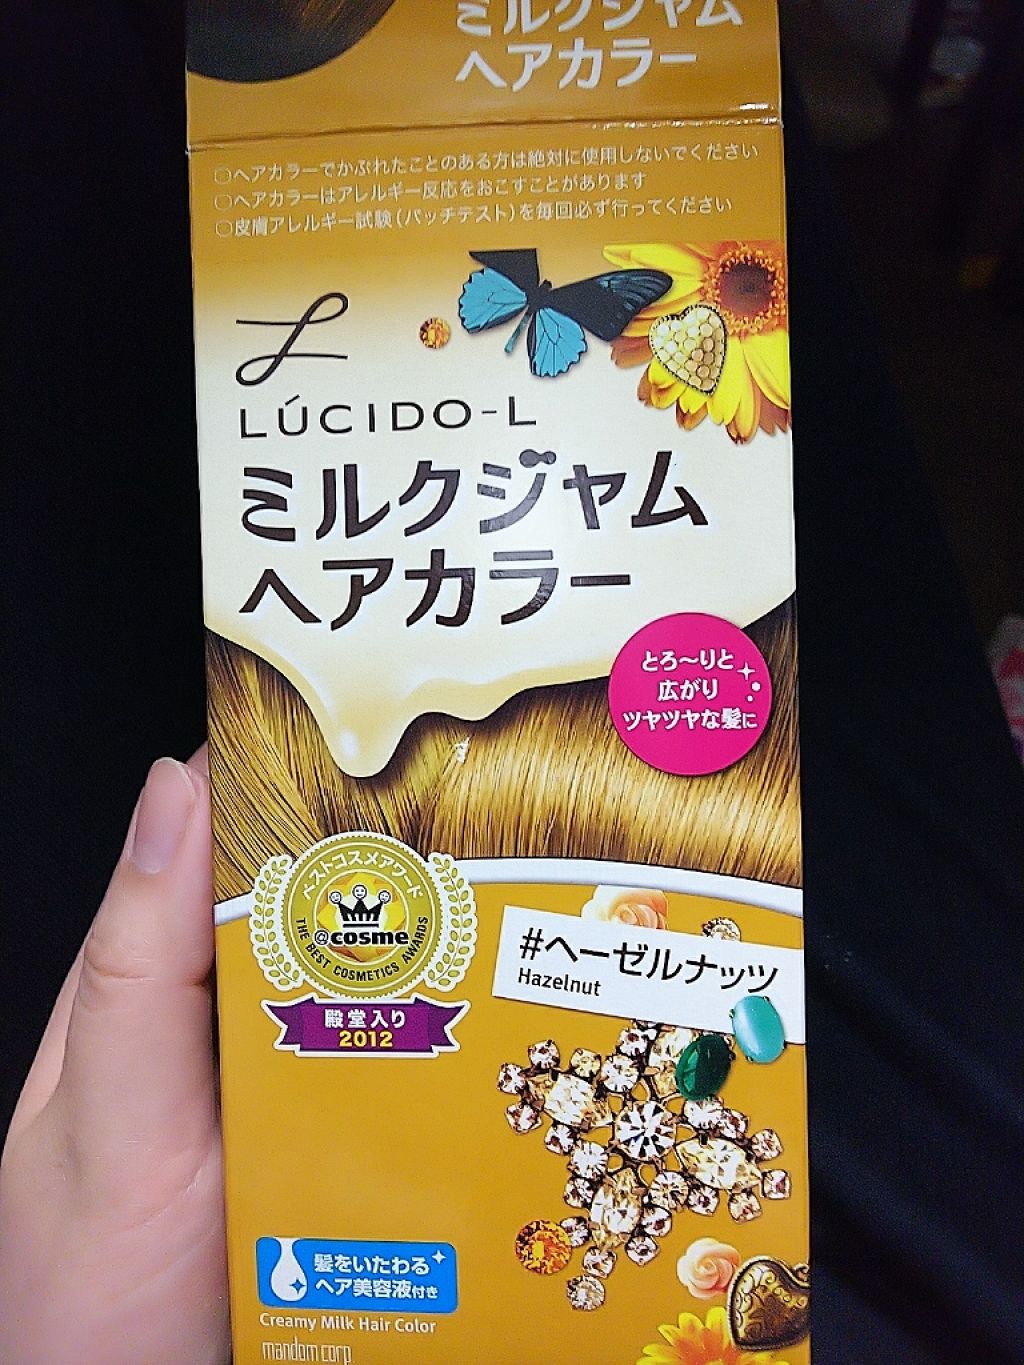 ミルクジャム
ヘアカラー
○ヘアカラーでかぶれたことのある方は絶対に使用しないでください
○ヘアカラーはアレルギー反応をおこすことがあります
○皮膚アレルギー試験(パッチテスト)を毎回必ず行ってください
LÚCIDO-L
ミルクジャム
ヘアカラー
とろ〜りと
広がり
ツヤツヤな髪に
ベストコスメアワード
@cosme
THE BEST COSMETICS AWARDS
殿堂入り
2012
#ヘーゼルナッツ
Hazelnut
髪をいたわる
ヘア美容液付き
Creamy Milk Hair Color
mandom corp.